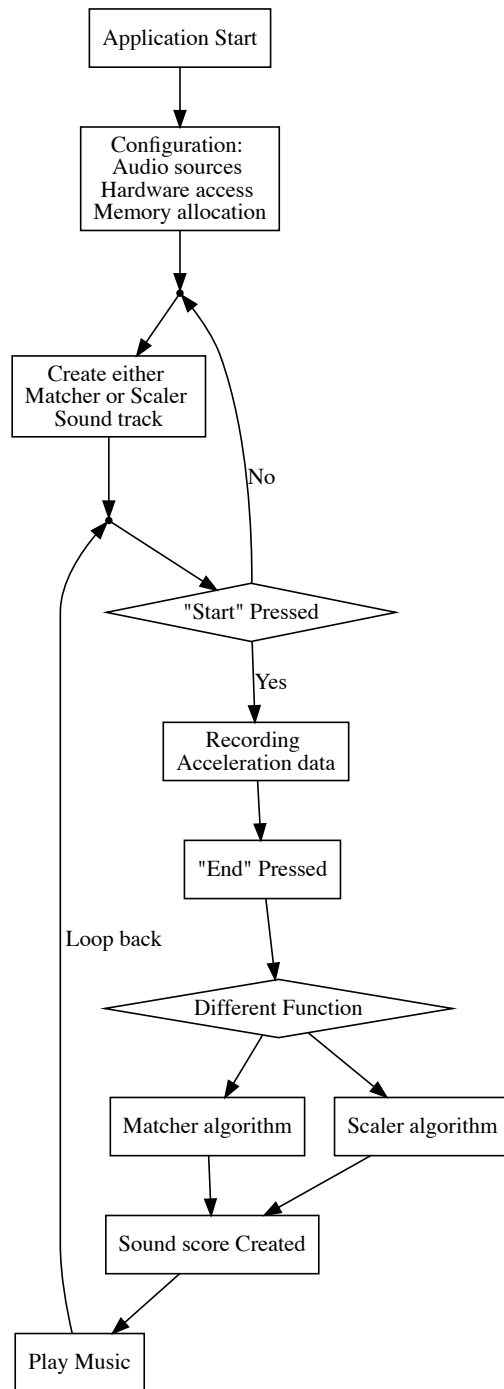 Application Start
Configuration:
Audio sources
Hardware access
Memory allocation
Create either
Matcher or Scaler
Sound track
No
"Start" Pressed
Yes
Recording
Acceleration data
"End" Pressed
Loop back
Different Function
Matcher algorithm
Scaler algorithm
Sound score Created
Play Music